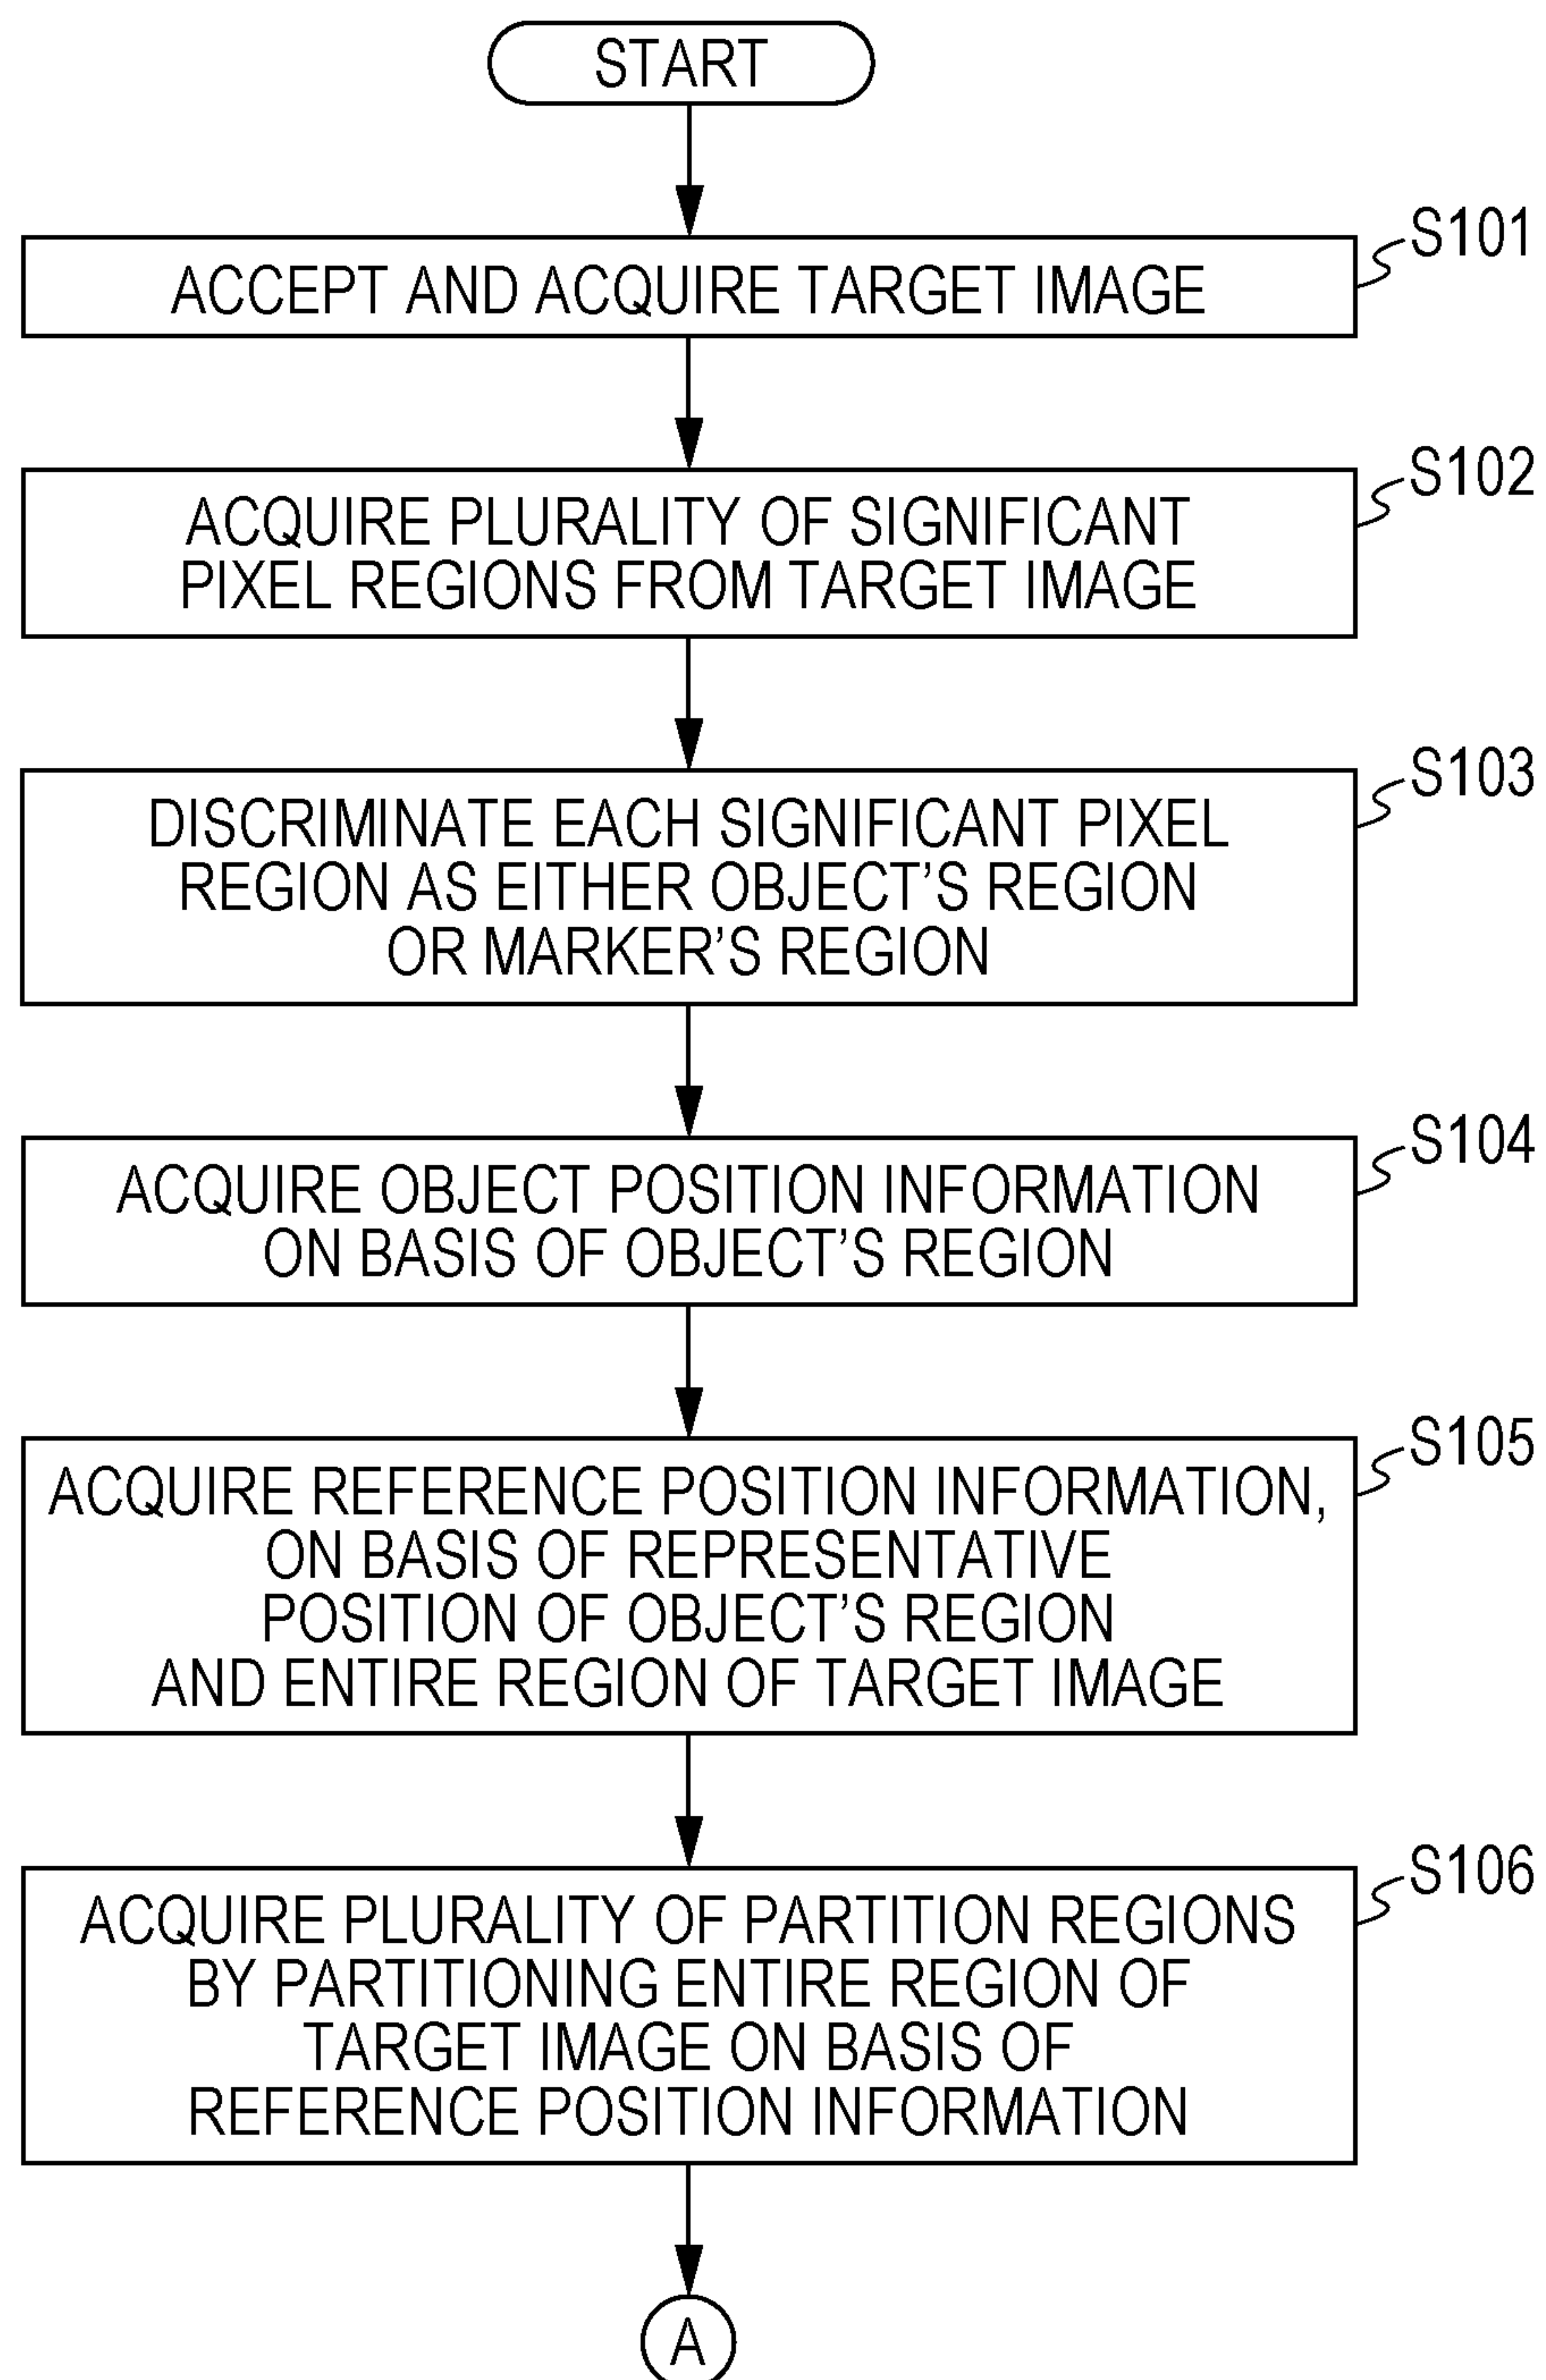 START
S101
ACCEPT AND ACQUIRE TARGET IMAGE
S102
ACQUIRE PLURALITY OF SIGNIFICANT
PIXEL REGIONS FROM TARGET IMAGE
S103
DISCRIMINATE EACH SIGNIFICANT PIXEL
REGION AS EITHER OBJECT'S REGION
OR MARKER'S REGION
S104
ACQUIRE OBJECT POSITION INFORMATION
ON BASIS OF OBJECT'S REGION
S105
ACQUIRE REFERENCE POSITION INFORMATION,
ON BASIS OF REPRESENTATIVE
POSITION OF OBJECT'S REGION
AND ENTIRE REGION OF TARGET IMAGE
S106
ACQUIRE PLURALITY OF PARTITION REGIONS
BY PARTITIONING ENTIRE REGION OF
TARGET IMAGE ON BASIS OF
REFERENCE POSITION INFORMATION
A